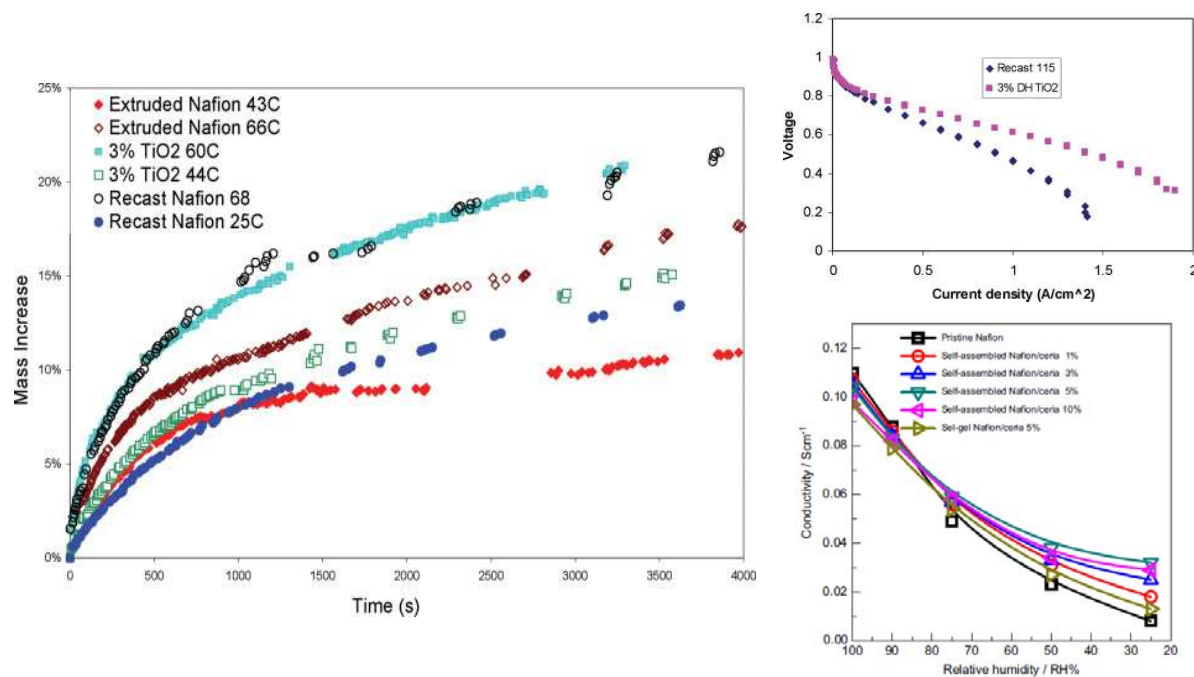 25%
20%
15%
10%
5%
0%
Mass Increase
Extruded Nafion 43C
Extruded Nafion 66C
3% TiO2 60C
3% TiO2 44C
Recast Nafion 68
Recast Nafion 25C
0 500 1000 1500 2000 2500 3000 3500 4000
Time (s)
1.2
1
0.8
0.6
0.4
0.2
0
Voltage
Recast 115
3% DH TiO2
0 0.5 1 1.5 2
Current density (A/cm^2)
0.12
0.10
0.08
0.06
0.04
0.02
0.00
Conductivity / Scm-1
Pristine Nafion
Self-assembled Nafion/ceria 1%
Self-assembled Nafion/ceria 3%
Self-assembled Nafion/ceria 5%
Self-assembled Nafion/ceria 10%
Sel-gel Nafion/ceria 5%
100 90 80 70 60 50 40 30 20
Relative humidity / RH%